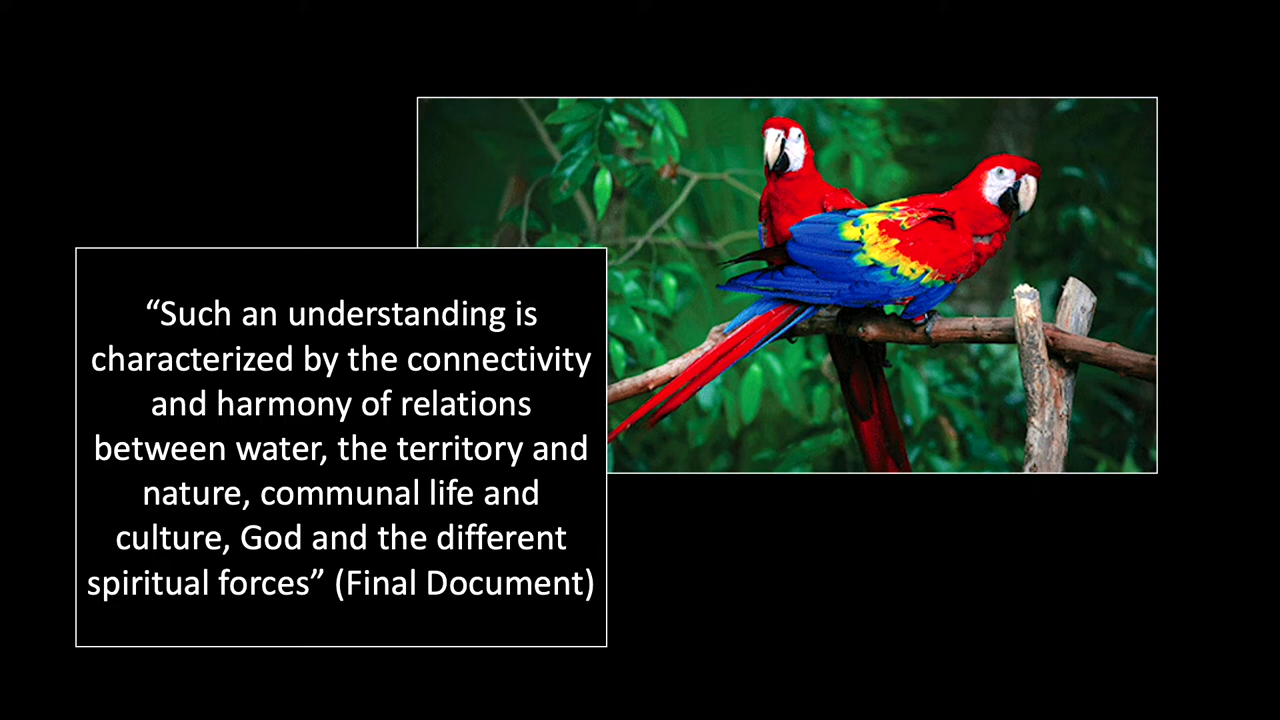 “Such an understanding is
characterized by the connectivity
and harmony of relations
between water, the territory and
nature, communal life and
culture, God and the different
spiritual forces” (Final Document)